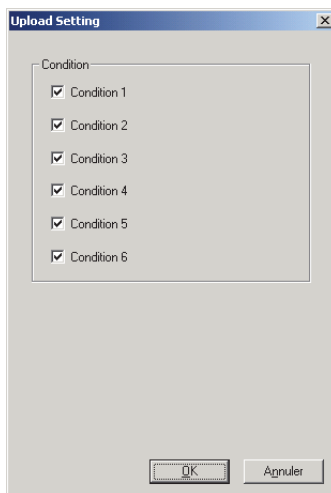 Upload Setting
Condition
Condition 1
Condition 2
Condition 3
Condition 4
Condition 5
Condition 6
OK Annuler